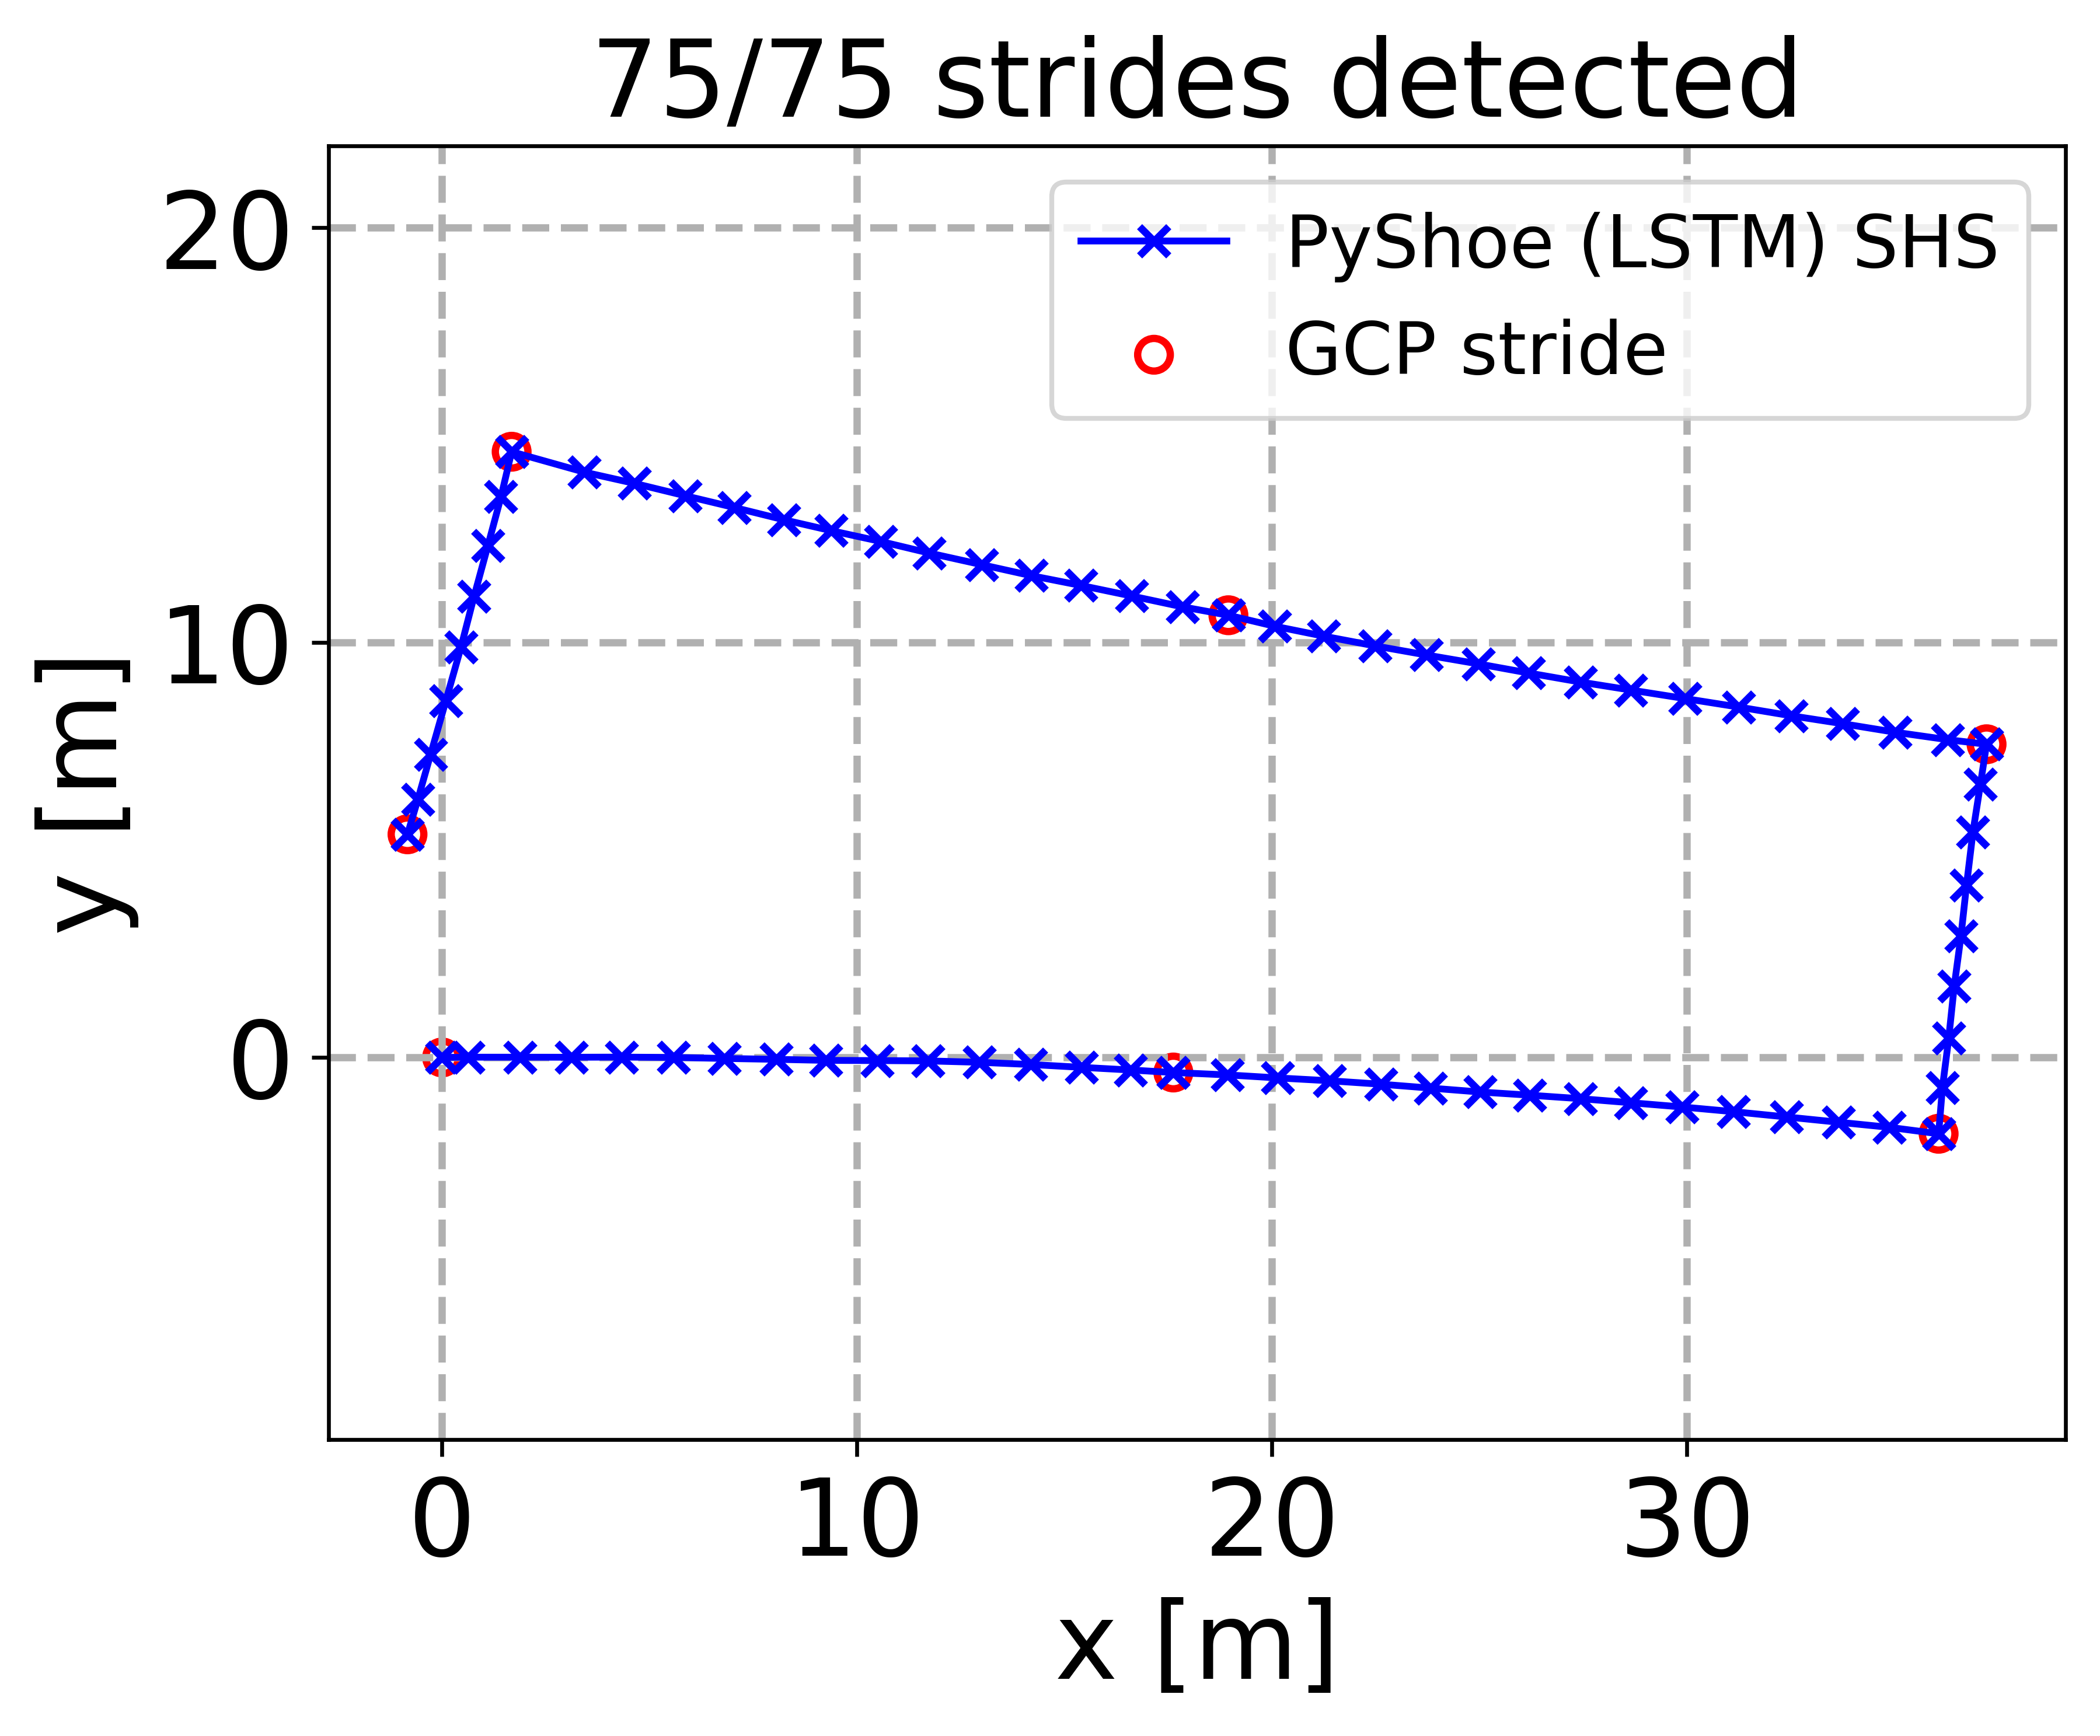 75/75 strides detected
PyShoe (LSTM) SHS
GCP stride
20
10
0
y [m]
0 10 20 30
x [m]